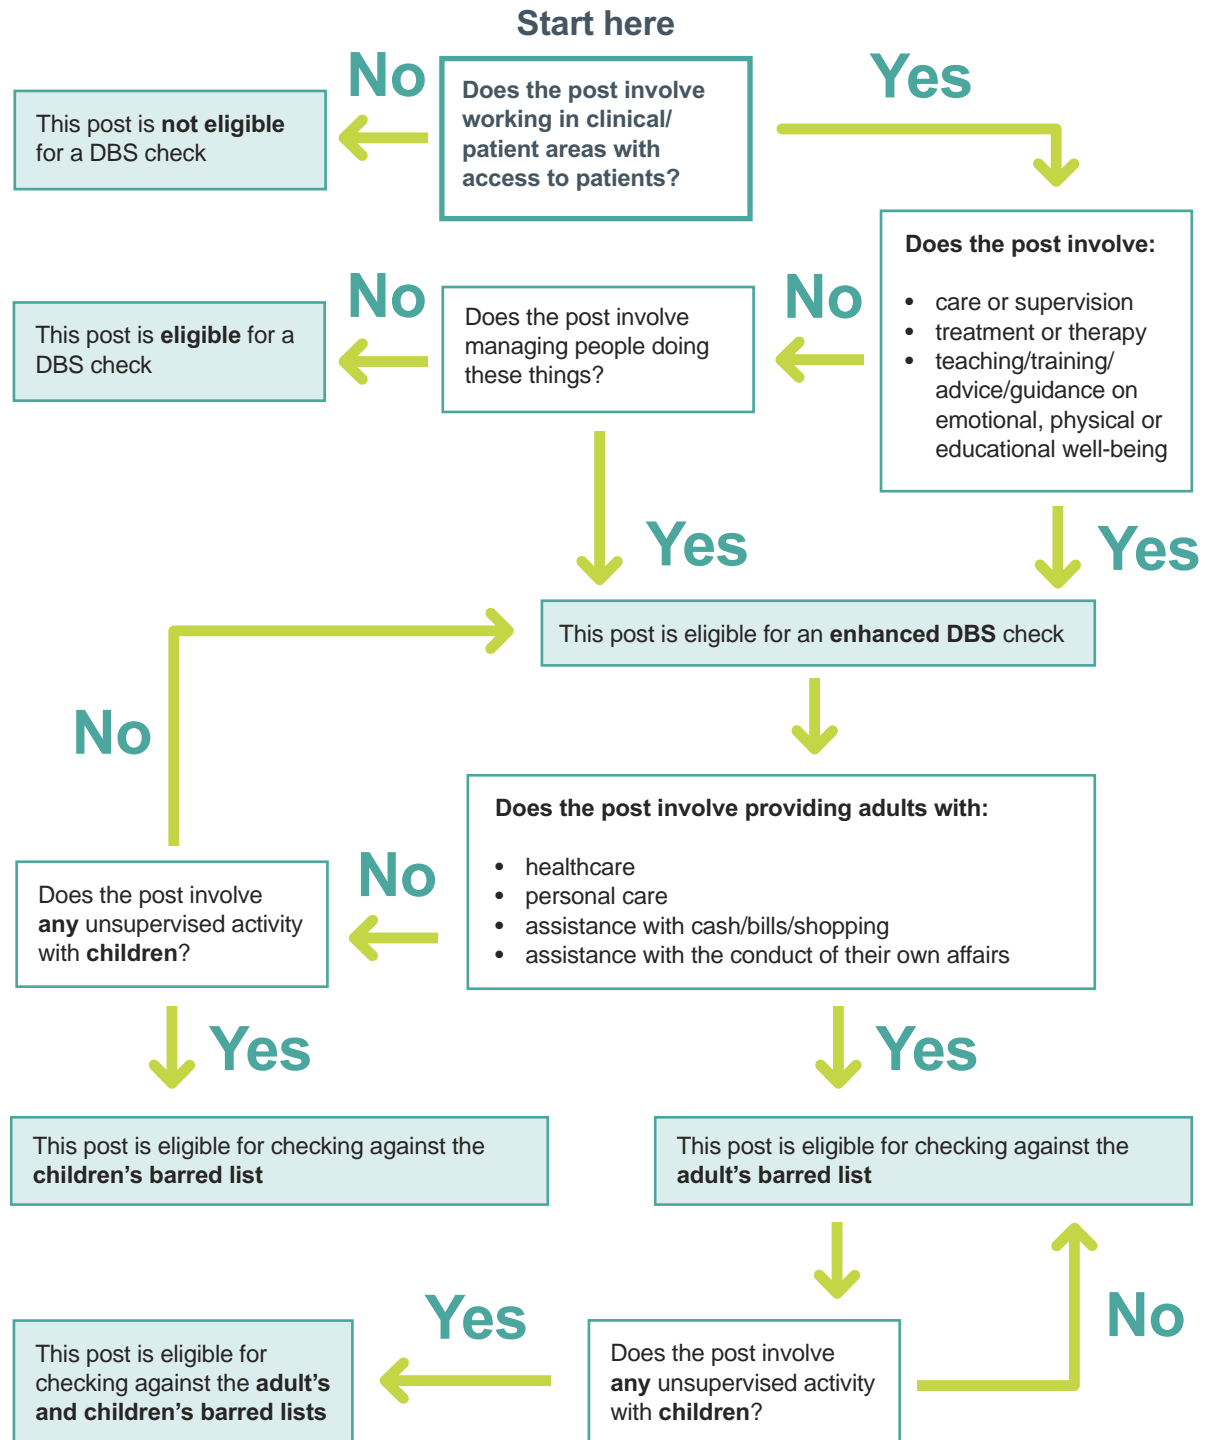 Start here
No
Does the post involve
working in clinical/
patient areas with
access to patients?
Yes
This post is not eligible
for a DBS check
Does the post involve:
• care or supervision
• treatment or therapy
• teaching/training/
advice/guidance on
emotional, physical or
educational well-being
No
Does the post involve
managing people doing
these things?
No
This post is eligible for a
DBS check
Yes
Yes
This post is eligible for an enhanced DBS check
No
Does the post involve providing adults with:
• healthcare
• personal care
• assistance with cash/bills/shopping
• assistance with the conduct of their own affairs
No
Does the post involve
any unsupervised activity
with children?
Yes
Yes
This post is eligible for checking against the
children’s barred list
This post is eligible for checking against the
adult’s barred list
Yes
No
This post is eligible for
checking against the adult’s
and children’s barred lists
Does the post involve
any unsupervised activity
with children?